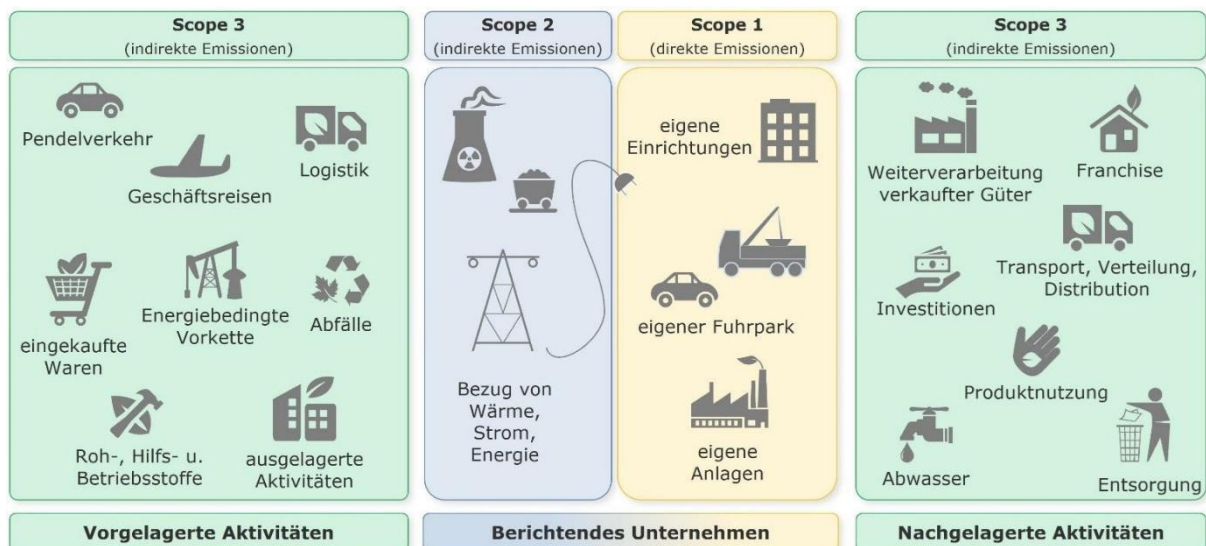 Scope 3
(indirekte Emissionen)
Pendelverkehr
Logistik
Geschäftsreisen
eingekaufte
Waren
Energiebedingte
Vorkette
Abfälle
Roh-, Hilfs- u.
Betriebsstoffe
ausgelagerte
Aktivitäten
Vorgelagerte Aktivitäten
Scope 2
(indirekte Emissionen)
Bezug von
Wärme,
Strom,
Energie
Scope 1
(direkte Emissionen)
eigene
Einrichtungen
eigener Fuhrpark
eigene
Anlagen
Berichtendes Unternehmen
Scope 3
(indirekte Emissionen)
Weiterverarbeitung
verkaufter Güter
Franchise
Transport, Verteilung,
Distribution
Investitionen
Produktnutzung
Abwasser
Entsorgung
Nachgelagerte Aktivitäten